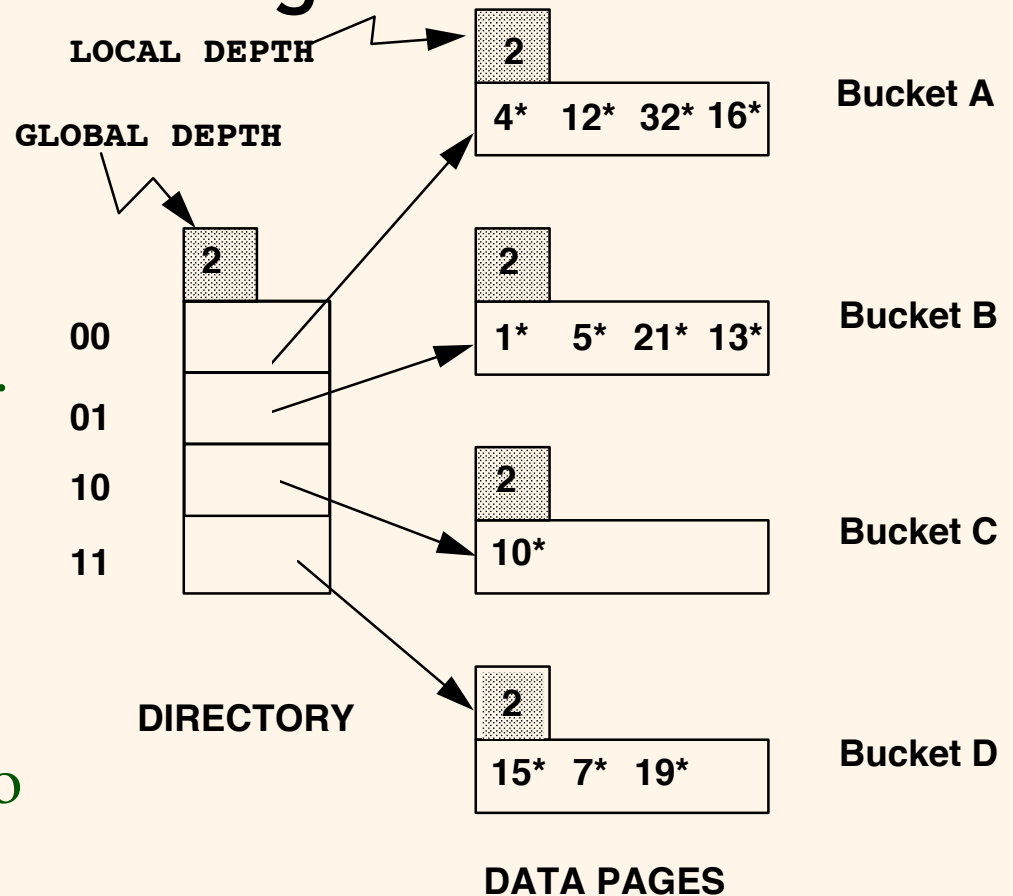 LOCAL DEPTH
GLOBAL DEPTH
2
00
01
10
11
DIRECTORY
2
4* 12* 32* 16*
Bucket A
2
1* 5* 21* 13*
Bucket B
2
10*
Bucket C
2
15* 7* 19*
Bucket D
DATA PAGES